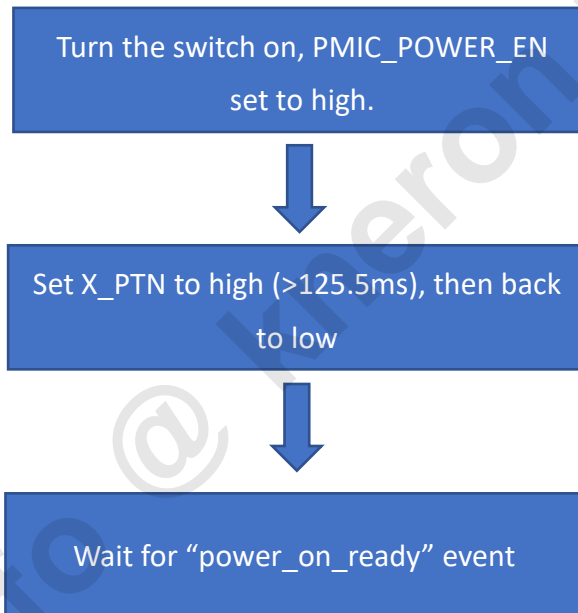 Turn the switch on, PMIC_POWER_EN
set to high.
Set X_PTN to high (>125.5ms), then back
to low
Wait for “power_on_ready” event
@ kneron